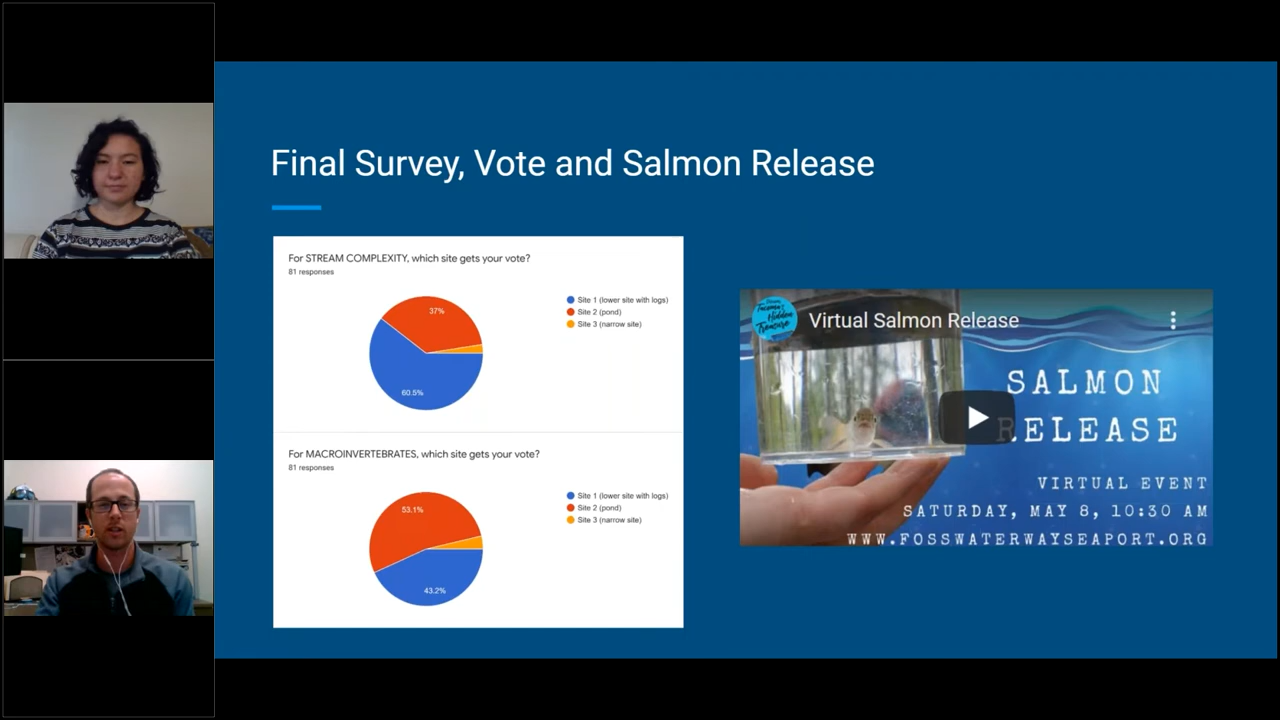 Final Survey, Vote and Salmon Release
For STREAM COMPLEXITY, which site gets your vote?
81 responses
37%
60.5%
Site 1 (lower site with logs)
Site 2 (pond)
Site 3 (narrow site)
For MACROINVERTEBRATES, which site gets your vote?
81 responses
53.1%
43.2%
Site 1 (lower site with logs)
Site 2 (pond)
Site 3 (narrow site)
Tacoma's
Hidden
Treasure
Virtual Salmon Release
SALMON
RELEASE
VIRTUAL EVENT
SATURDAY, MAY 8, 10:30 AM
WWW.FOSSWATERWAYSEAPORT.ORG